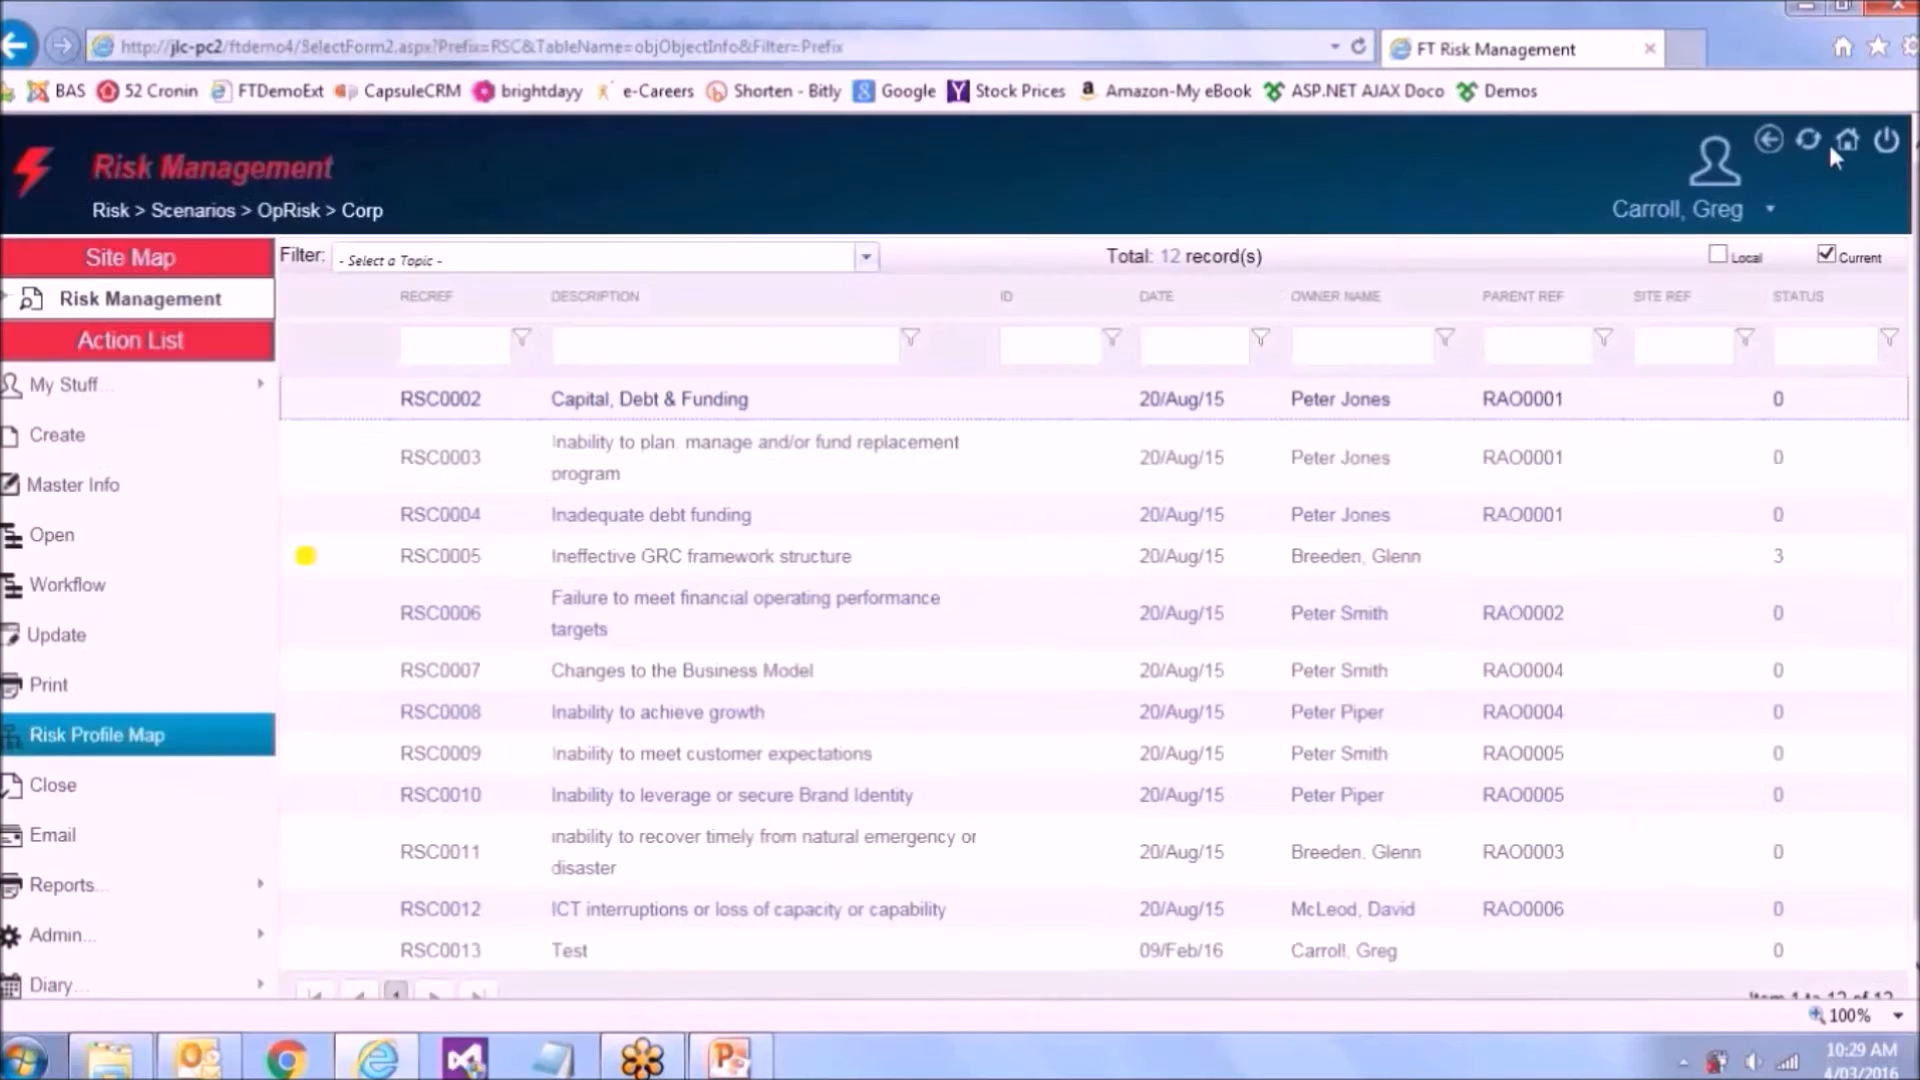 http://jlc-pc2/ftdemo4/SelectForm2.aspx?Prefix=RSC&TableName=objObjectInfo&Filter=Prefix
FT Risk Management
BAS 52 Cronin FTDemoExt CapsuleCRM brightdayy e-Careers Shorten - Bitly Google Stock Prices Amazon-My eBook ASP.NET AJAX Doco Demos
Risk Management
Risk > Scenarios > OpRisk > Corp
Carroll, Greg
Site Map
Filter: - Select a Topic - Total: 12 record(s) Local Current
Risk Management
RECREF DESCRIPTION ID DATE OWNER NAME PARENT REF SITE REF STATUS
Action List
My Stuff...
Create
Master Info
Open
Workflow
Update
Print
Risk Profile Map
Close
Email
Reports...
Admin...
Diary...
RSC0002 Capital, Debt & Funding 20/Aug/15 Peter Jones RAO0001 0
RSC0003 Inability to plan. manage and/or fund replacement program 20/Aug/15 Peter Jones RAO0001 0
RSC0004 Inadequate debt funding 20/Aug/15 Peter Jones RAO0001 0
RSC0005 Ineffective GRC framework structure 20/Aug/15 Breeden, Glenn 3
RSC0006 Failure to meet financial operating performance targets 20/Aug/15 Peter Smith RAO0002 0
RSC0007 Changes to the Business Model 20/Aug/15 Peter Smith RAO0004 0
RSC0008 Inability to achieve growth 20/Aug/15 Peter Piper RAO0004 0
RSC0009 Inability to meet customer expectations 20/Aug/15 Peter Smith RAO0005 0
RSC0010 Inability to leverage or secure Brand Identity 20/Aug/15 Peter Piper RAO0005 0
RSC0011 Inability to recover timely from natural emergency or disaster 20/Aug/15 Breeden, Glenn RAO0003 0
RSC0012 ICT interruptions or loss of capacity or capability 20/Aug/15 McLeod, David RAO0006 0
RSC0013 Test 09/Feb/16 Carroll, Greg 0
1
Item 1 to 12 of 12
100%
10:29 AM
4/03/2016